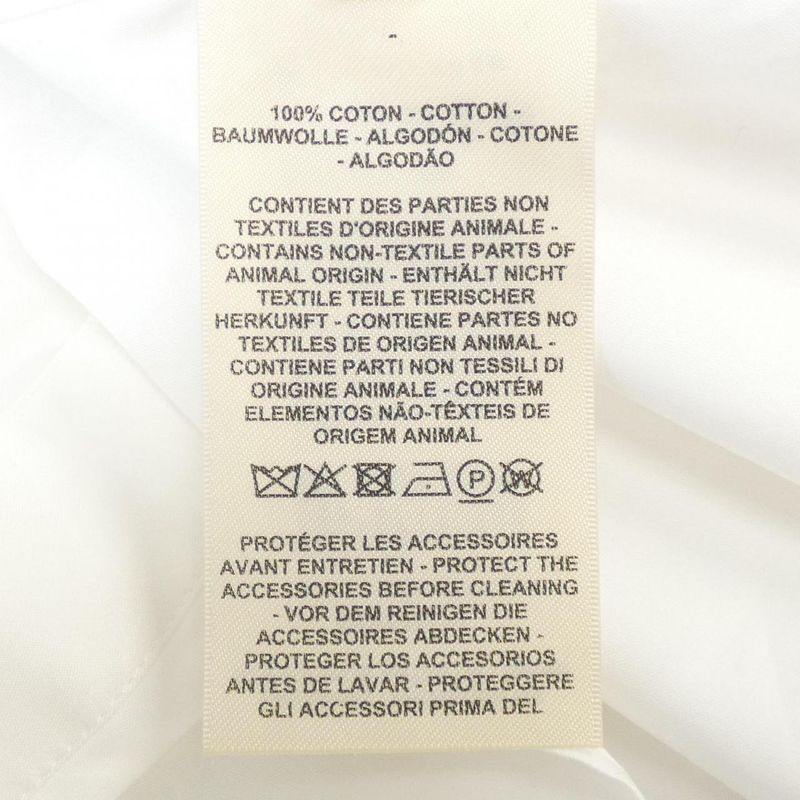 100% COTON - COTTON -
BAUMWOLLE - ALGODÓN - COTONE
- ALGODÃO
CONTIENT DES PARTIES NON
TEXTILES D'ORIGINE ANIMALE -
CONTAINS NON-TEXTILE PARTS OF
ANIMAL ORIGIN - ENTHÄLT NICHT
TEXTILE TEILE TIERISCHER
HERKUNFT - CONTIENE PARTES NO
TEXTILES DE ORIGEN ANIMAL -
CONTIENE PARTI NON TESSILI DI
ORIGINE ANIMALE - CONTÉM
ELEMENTOS NÃO-TÊXTEIS DE
ORIGEM ANIMAL
P W
PROTÉGER LES ACCESSOIRES
AVANT ENTRETIEN - PROTECT THE
ACCESSORIES BEFORE CLEANING
- VOR DEM REINIGEN DIE
ACCESSOIRES ABDECKEN -
PROTEGER LOS ACCESORIOS
ANTES DE LAVAR - PROTEGGERE
GLI ACCESSORI PRIMA DEL